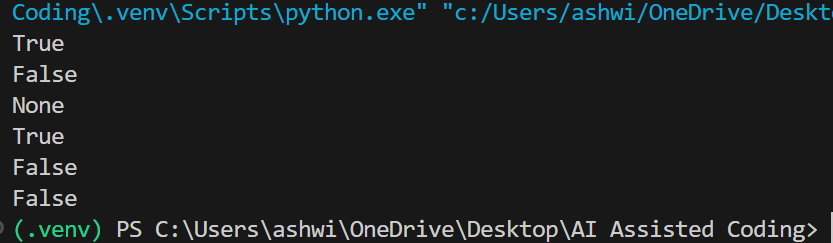 Coding\.venv\Scripts\python.exe" "c:/Users/ashwi/OneDrive/Deskto
True
False
None
True
False
False
(.venv) PS C:\Users\ashwi\OneDrive\Desktop\AI Assisted Coding>